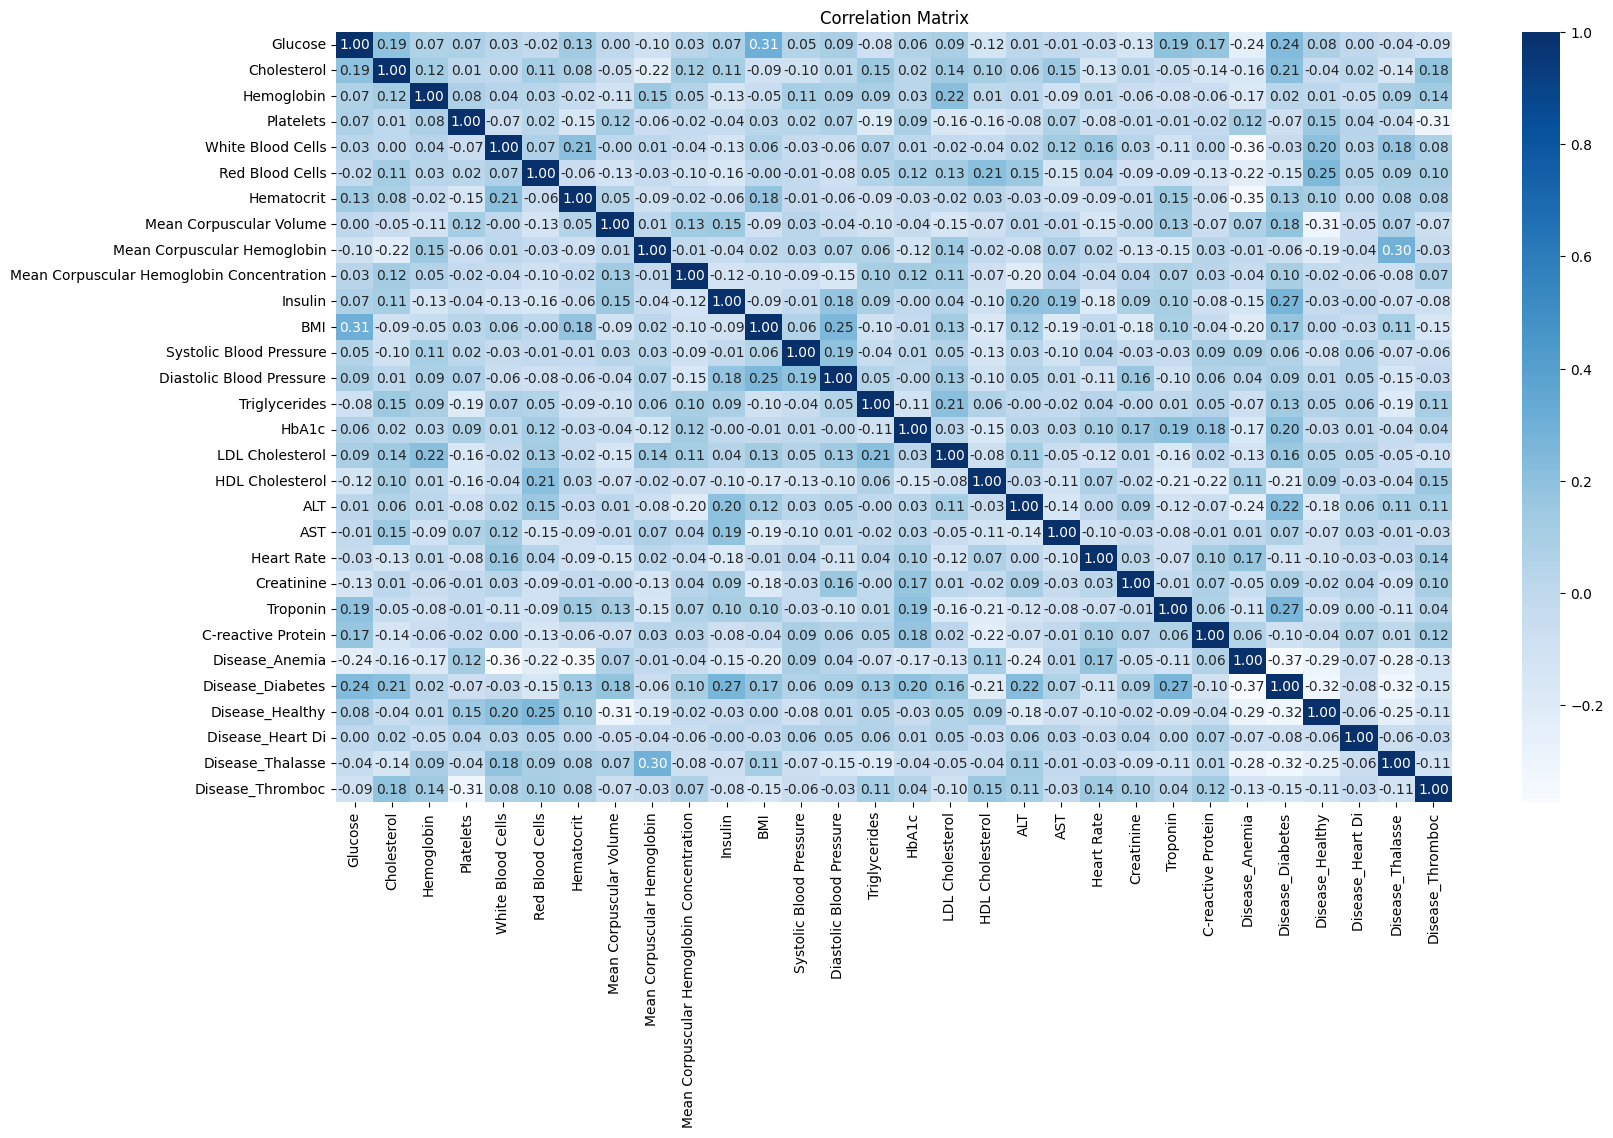 Correlation Matrix
Glucose 1.00 0.19 0.07 0.07 0.03 -0.02 0.13 0.00 -0.10 0.03 0.07 0.31 0.05 0.09 -0.08 0.06 0.09 -0.12 0.01 -0.01 -0.03 -0.13 0.19 0.17 -0.24 0.24 0.08 0.00 -0.04 -0.09
Cholesterol 0.19 1.00 0.12 0.01 0.00 0.11 0.08 -0.05 -0.22 0.12 0.11 -0.09 -0.10 0.01 0.15 0.02 0.14 0.10 0.06 0.15 -0.13 0.01 -0.05 -0.14 -0.16 0.21 -0.04 0.02 -0.14 0.18
Hemoglobin 0.07 0.12 1.00 0.08 0.04 0.03 -0.02 -0.11 0.15 0.05 -0.13 -0.05 0.11 0.09 0.09 0.03 0.22 0.01 0.01 -0.09 0.01 -0.06 -0.08 -0.06 -0.17 0.02 0.01 -0.05 0.09 0.14
Platelets 0.07 0.01 0.08 1.00 -0.07 0.02 -0.15 0.12 -0.06 -0.02 -0.04 0.03 0.02 0.07 -0.19 0.09 -0.16 -0.16 -0.08 0.07 -0.08 -0.01 -0.01 -0.02 0.12 -0.07 0.15 0.04 -0.04 -0.31
White Blood Cells 0.03 0.00 0.04 -0.07 1.00 0.07 0.21 -0.00 0.01 -0.04 -0.13 0.06 -0.03 -0.06 0.07 0.01 -0.02 -0.04 0.02 0.12 0.16 0.03 -0.11 0.00 -0.36 -0.03 0.20 0.03 0.18 0.08
Red Blood Cells -0.02 0.11 0.03 0.02 0.07 1.00 -0.06 -0.13 -0.03 -0.10 -0.16 -0.00 -0.01 -0.08 0.05 0.12 0.13 0.21 0.15 -0.15 0.04 -0.09 -0.09 -0.13 -0.22 -0.15 0.25 0.05 0.09 0.10
Hematocrit 0.13 0.08 -0.02 -0.15 0.21 -0.06 1.00 0.05 -0.09 -0.02 -0.06 0.18 -0.01 -0.06 -0.09 -0.03 -0.02 0.03 -0.03 -0.09 -0.09 -0.01 0.15 -0.06 -0.35 0.13 0.10 0.00 0.08 0.08
Mean Corpuscular Volume 0.00 -0.05 -0.11 0.12 -0.00 -0.13 0.05 1.00 0.01 0.13 0.15 -0.09 0.03 -0.04 -0.10 -0.04 -0.15 -0.07 0.01 -0.01 -0.15 -0.00 0.13 -0.07 0.07 0.18 -0.31 -0.05 0.07 -0.07
Mean Corpuscular Hemoglobin -0.10 -0.22 0.15 -0.06 0.01 -0.03 -0.09 0.01 1.00 -0.01 -0.04 0.02 0.03 0.07 0.06 -0.12 0.14 -0.02 -0.08 0.07 0.02 -0.13 -0.15 0.03 -0.01 -0.06 -0.19 -0.04 0.30 -0.03
Mean Corpuscular Hemoglobin Concentration 0.03 0.12 0.05 -0.02 -0.04 -0.10 -0.02 0.13 -0.01 1.00 -0.12 -0.10 -0.09 -0.15 0.10 0.12 0.11 -0.07 -0.20 0.04 -0.04 0.04 0.07 0.03 -0.04 0.10 -0.02 -0.06 -0.08 0.07
Insulin 0.07 0.11 -0.13 -0.04 -0.13 -0.16 -0.06 0.15 -0.04 -0.12 1.00 -0.09 -0.01 0.18 0.09 -0.00 0.04 -0.10 0.20 0.19 -0.18 0.09 0.10 -0.08 -0.15 0.27 -0.03 -0.00 -0.07 -0.08
BMI 0.31 -0.09 -0.05 0.03 0.06 -0.00 0.18 -0.09 0.02 -0.10 -0.09 1.00 0.06 0.25 -0.10 -0.01 0.13 -0.17 0.12 -0.19 -0.01 -0.18 0.10 -0.04 -0.20 0.17 0.00 -0.03 0.11 -0.15
Systolic Blood Pressure 0.05 -0.10 0.11 0.02 -0.03 -0.01 -0.01 0.03 0.03 -0.09 -0.01 0.06 1.00 0.19 -0.04 0.01 0.05 -0.13 0.03 -0.10 0.04 -0.03 -0.03 0.09 0.09 0.06 -0.08 0.06 -0.07 -0.06
Diastolic Blood Pressure 0.09 0.01 0.09 0.07 -0.06 -0.08 -0.06 -0.04 0.07 -0.15 0.18 0.25 0.19 1.00 0.05 -0.00 0.13 -0.10 0.05 0.01 -0.11 0.16 -0.10 0.06 0.04 0.09 0.01 0.05 -0.15 -0.03
Triglycerides -0.08 0.15 0.09 -0.19 0.07 0.05 -0.09 -0.10 0.06 0.10 0.09 -0.10 -0.04 0.05 1.00 -0.11 0.21 0.06 -0.00 -0.02 0.04 -0.00 0.01 0.05 -0.07 0.13 0.05 0.06 -0.19 0.11
HbA1c 0.06 0.02 0.03 0.09 0.01 0.12 -0.03 -0.04 -0.12 0.12 -0.00 -0.01 0.01 -0.00 -0.11 1.00 0.03 -0.15 0.03 0.03 0.10 0.17 0.19 0.18 -0.17 0.20 -0.03 0.01 -0.04 0.04
LDL Cholesterol 0.09 0.14 0.22 -0.16 -0.02 0.13 -0.02 -0.15 0.14 0.11 0.04 0.13 0.05 0.13 0.21 0.03 1.00 -0.08 0.11 -0.05 -0.12 0.01 -0.16 0.02 -0.13 0.16 0.05 0.05 -0.05 -0.10
HDL Cholesterol -0.12 0.10 0.01 -0.16 -0.04 0.21 0.03 -0.07 -0.02 -0.07 -0.10 -0.17 -0.13 -0.10 0.06 -0.15 -0.08 1.00 -0.03 -0.11 0.07 -0.02 -0.21 -0.22 0.11 -0.21 0.09 -0.03 -0.04 0.15
ALT 0.01 0.06 0.01 -0.08 0.02 0.15 -0.03 0.01 -0.08 -0.20 0.20 0.12 0.03 0.05 -0.00 0.03 0.11 -0.03 1.00 -0.14 0.00 0.09 -0.12 -0.07 -0.24 0.22 -0.18 0.06 0.11 0.11
AST -0.01 0.15 -0.09 0.07 0.12 -0.15 -0.09 -0.01 0.07 0.04 0.19 -0.19 -0.10 0.01 -0.02 0.03 -0.05 -0.11 -0.14 1.00 -0.10 -0.03 -0.08 -0.01 0.01 0.07 -0.07 0.03 -0.01 -0.03
Heart Rate -0.03 -0.13 0.01 -0.08 0.16 0.04 -0.09 -0.15 0.02 -0.04 -0.18 -0.01 0.04 -0.11 0.04 0.10 -0.12 0.07 0.00 -0.10 1.00 0.03 -0.07 0.10 0.17 -0.11 -0.10 -0.03 -0.03 0.14
Creatinine -0.13 0.01 -0.06 -0.01 0.03 -0.09 -0.01 -0.00 -0.13 0.04 0.09 -0.18 -0.03 0.16 -0.00 0.17 0.01 -0.02 0.09 -0.03 0.03 1.00 -0.01 0.07 -0.05 0.09 -0.02 0.04 -0.09 0.10
Troponin 0.19 -0.05 -0.08 -0.01 -0.11 -0.09 0.15 0.13 -0.15 0.07 0.10 0.10 -0.03 -0.10 0.01 0.19 -0.16 -0.21 -0.12 -0.08 -0.07 -0.01 1.00 0.06 -0.11 0.27 -0.09 0.00 -0.11 0.04
C-reactive Protein 0.17 -0.14 -0.06 -0.02 0.00 -0.13 -0.06 -0.07 0.03 0.03 -0.08 -0.04 0.09 0.06 0.05 0.18 0.02 -0.22 -0.07 -0.01 0.10 0.07 0.06 1.00 0.06 -0.10 -0.04 0.07 0.01 0.12
Disease_Anemia -0.24 -0.16 -0.17 0.12 -0.36 -0.22 -0.35 0.07 -0.01 -0.04 -0.15 -0.20 0.09 0.04 -0.07 -0.17 -0.13 0.11 -0.24 0.01 0.17 -0.05 -0.11 0.06 1.00 -0.37 -0.29 -0.07 -0.28 -0.13
Disease_Diabetes 0.24 0.21 0.02 -0.07 -0.03 -0.15 0.13 0.18 -0.06 0.10 0.27 0.17 0.06 0.09 0.13 0.20 0.16 -0.21 0.22 0.07 -0.11 0.09 0.27 -0.10 -0.37 1.00 -0.32 -0.08 -0.32 -0.15
Disease_Healthy 0.08 -0.04 0.01 0.15 0.20 0.25 0.10 -0.31 -0.19 -0.02 -0.03 0.00 -0.08 0.01 0.05 -0.03 0.05 0.09 -0.18 -0.07 -0.10 -0.02 -0.09 -0.04 -0.29 -0.32 1.00 -0.06 -0.25 -0.11
Disease_Heart Di 0.00 0.02 -0.05 0.04 0.03 0.05 0.00 -0.05 -0.04 -0.06 -0.00 -0.03 0.06 0.05 0.06 0.01 0.05 -0.03 0.06 0.03 -0.03 0.04 0.00 0.07 -0.07 -0.08 -0.06 1.00 -0.06 -0.03
Disease_Thalasse -0.04 -0.14 0.09 -0.04 0.18 0.09 0.08 0.07 0.30 -0.08 -0.07 0.11 -0.07 -0.15 -0.19 -0.04 -0.05 -0.04 0.11 -0.01 -0.03 -0.09 -0.11 0.01 -0.28 -0.32 -0.25 -0.06 1.00 -0.11
Disease_Thromboc -0.09 0.18 0.14 -0.31 0.08 0.10 0.08 -0.07 -0.03 0.07 -0.08 -0.15 -0.06 -0.03 0.11 0.04 -0.10 0.15 0.11 -0.03 0.14 0.10 0.04 0.12 -0.13 -0.15 -0.11 -0.03 -0.11 1.00
Glucose
Cholesterol
Hemoglobin
Platelets
White Blood Cells
Red Blood Cells
Hematocrit
Mean Corpuscular Volume
Mean Corpuscular Hemoglobin
Mean Corpuscular Hemoglobin Concentration
Insulin
BMI
Systolic Blood Pressure
Diastolic Blood Pressure
Triglycerides
HbA1c
LDL Cholesterol
HDL Cholesterol
ALT
AST
Heart Rate
Creatinine
Troponin
C-reactive Protein
Disease_Anemia
Disease_Diabetes
Disease_Healthy
Disease_Heart Di
Disease_Thalasse
Disease_Thromboc
1.0
0.8
0.6
0.4
0.2
0.0
−0.2